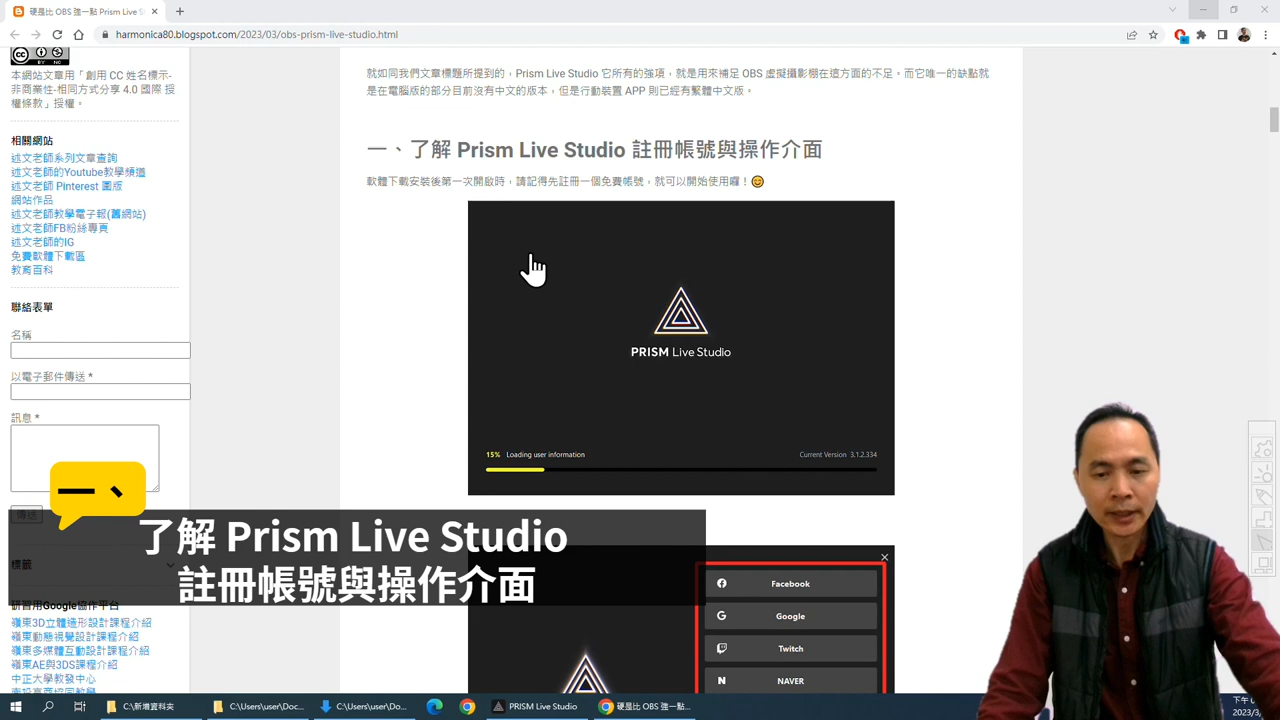 硬是比 OBS 強一點 Prism Live S
harmonica80.blogspot.com/2023/03/obs-prism-live-studio.html
CC
BY NC
本網站文章用「創用 CC 姓名標示-
非商業性-相同方式分享 4.0 國際 授
權條款」授權。
相關網站
述文老師系列文章查詢
述文老師的Youtube教學頻道
述文老師 Pinterest 圖版
網站作品
述文老師教學電子報(舊網站)
述文老師FB粉絲專頁
述文老師的IG
免費軟體下載區
教育百科
聯絡表單
名稱
以電子郵件傳送 *
訊息 *
傳送
標籤
研習用Google協作平台
嶺東3D立體造形設計課程介紹
嶺東動態視覺設計課程介紹
嶺東多媒體互動設計課程介紹
嶺東AE與3DS課程介紹
中正大學教發中心
就如同我們文章標題所提到的，Prism Live Studio 它所有的強項，就是用來補足 OBS 虛擬攝影棚在這方面的不足。而它唯一的缺點就
是在電腦版的部分目前沒有中文的版本，但是行動裝置 APP 則已經有繁體中文版。
一、了解 Prism Live Studio 註冊帳號與操作介面
軟體下載安裝後第一次開啟時，請記得先註冊一個免費帳號，就可以開始使用囉！
PRISM Live Studio
15% Loading user information
Current Version 3.1.2.334
Facebook
Google
Twitch
NAVER
一、
了解 Prism Live Studio
註冊帳號與操作介面
C:\新增資料夾
C:\Users\user\Doc...
C:\Users\user\Do...
PRISM Live Studio
硬是比 OBS 強一點...
下午
2023/3/